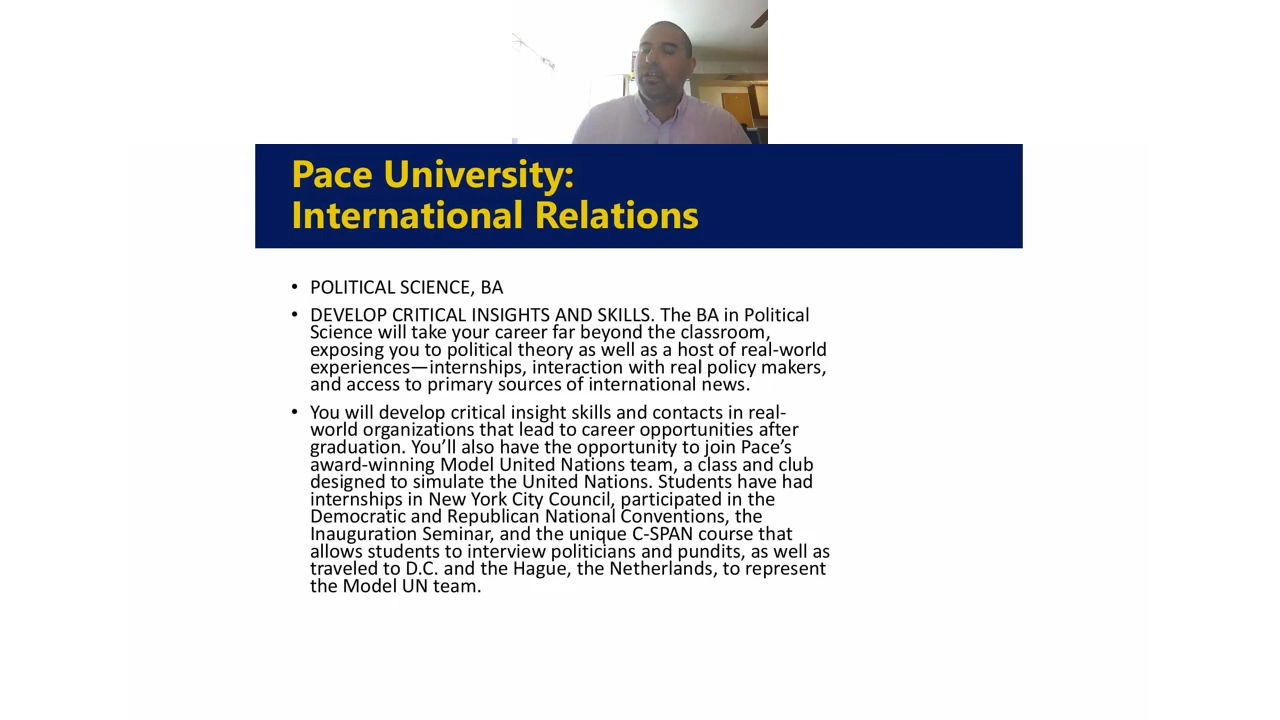 Pace University:
International Relations
• POLITICAL SCIENCE, BA
• DEVELOP CRITICAL INSIGHTS AND SKILLS. The BA in Political
Science will take your career far beyond the classroom,
exposing you to political theory as well as a host of real-world
experiences—internships, interaction with real policy makers,
and access to primary sources of international news.
• You will develop critical insight skills and contacts in real-
world organizations that lead to career opportunities after
graduation. You’ll also have the opportunity to join Pace’s
award-winning Model United Nations team, a class and club
designed to simulate the United Nations. Students have had
internships in New York City Council, participated in the
Democratic and Republican National Conventions, the
Inauguration Seminar, and the unique C-SPAN course that
allows students to interview politicians and pundits, as well as
traveled to D.C. and the Hague, the Netherlands, to represent
the Model UN team.